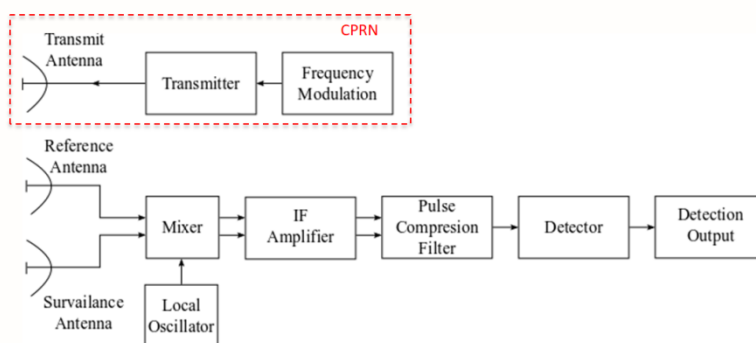 CPRN
Transmit
Antenna
Transmitter
Frequency
Modulation
Reference
Antenna
Mixer
IF
Amplifier
Pulse
Compresion
Filter
Detector
Detection
Output
Survailance
Antenna
Local
Oscillator